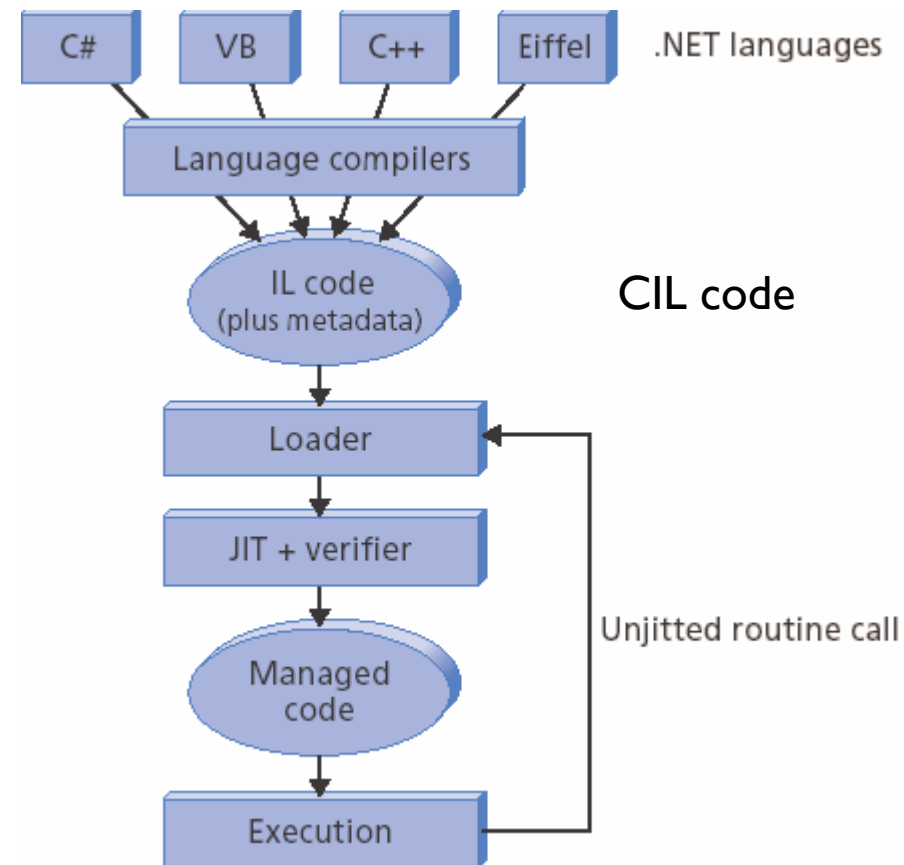 C#
VB
C++
Eiffel
.NET languages
Language compilers
IL code
(plus metadata)
CIL code
Loader
JIT + verifier
Unjitted routine call
Managed
code
Execution